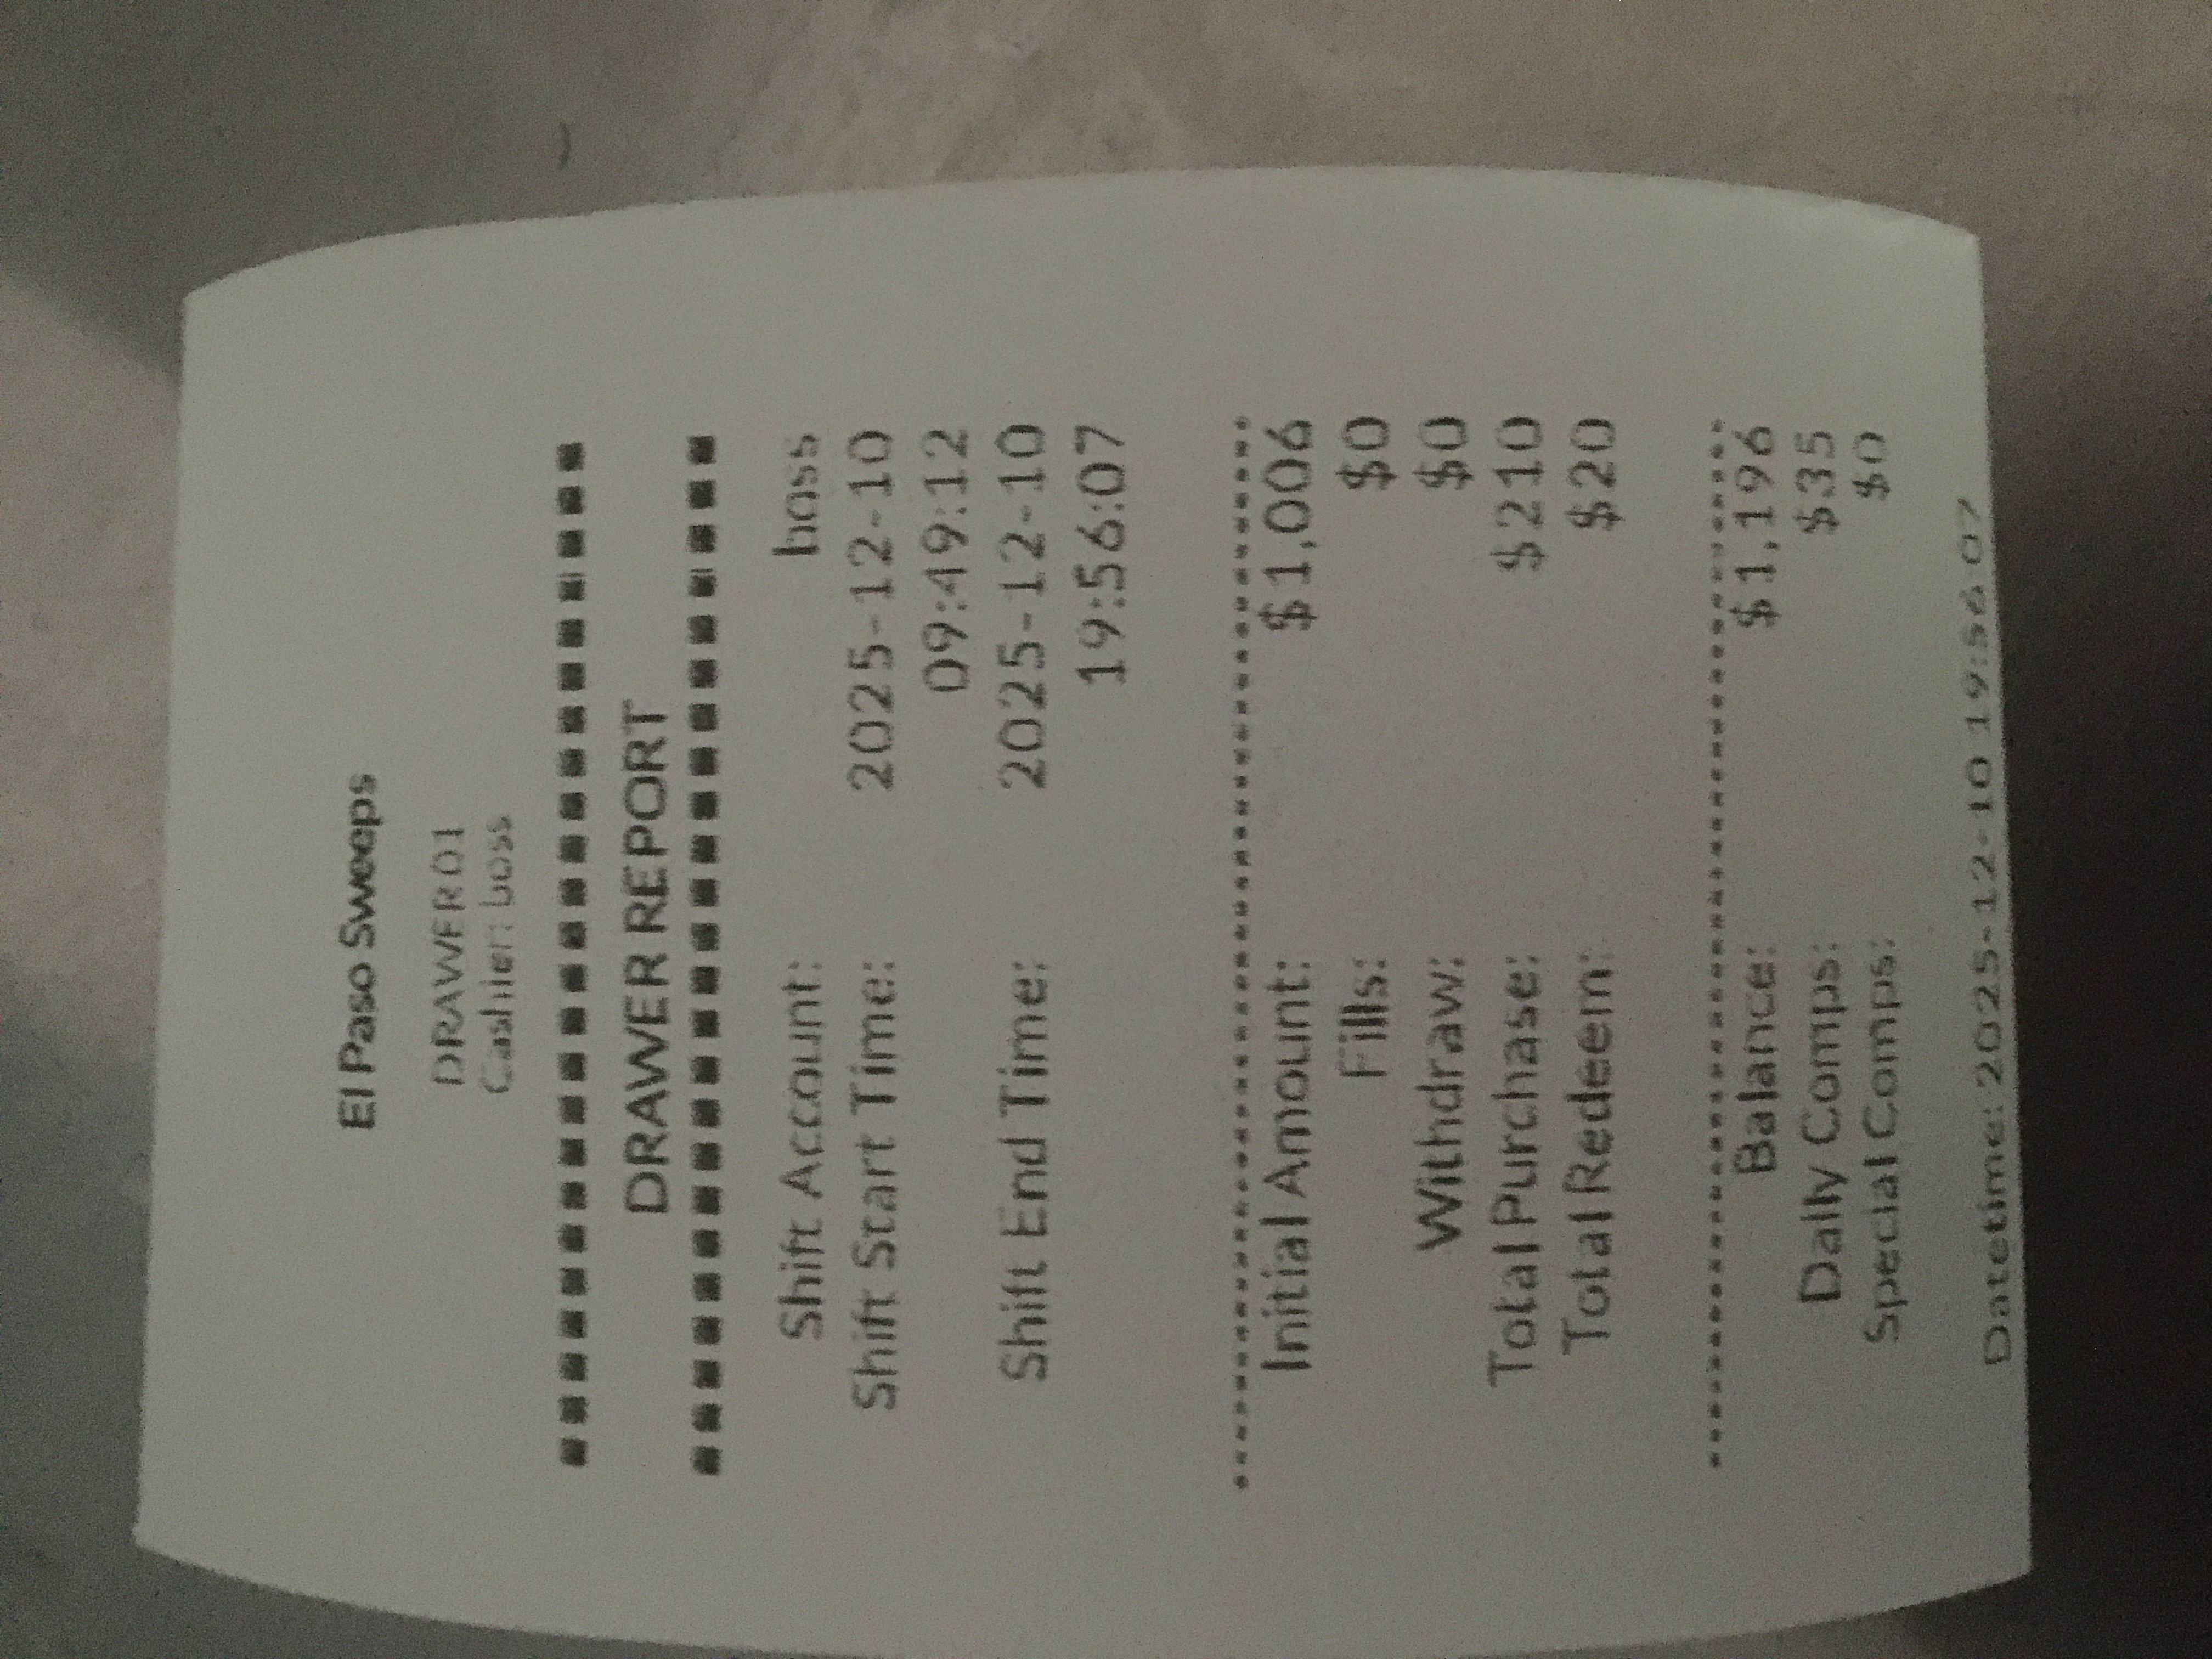 El Paso Sweeps
DRAWER01
Cashier: boss
DRAWER REPORT
Shift Account: boss
Shift Start Time: 2025-12-10
09:49:12
Shift End Time: 2025-12-10
19:56:07
Initial Amount: $1,006
Fills: $0
Withdraw: $0
Total Purchase: $210
Total Redeem: $20
Balance: $1,196
Daily Comps: $35
Special Comps: $0
Datetime: 2025-12-10 19:56:07